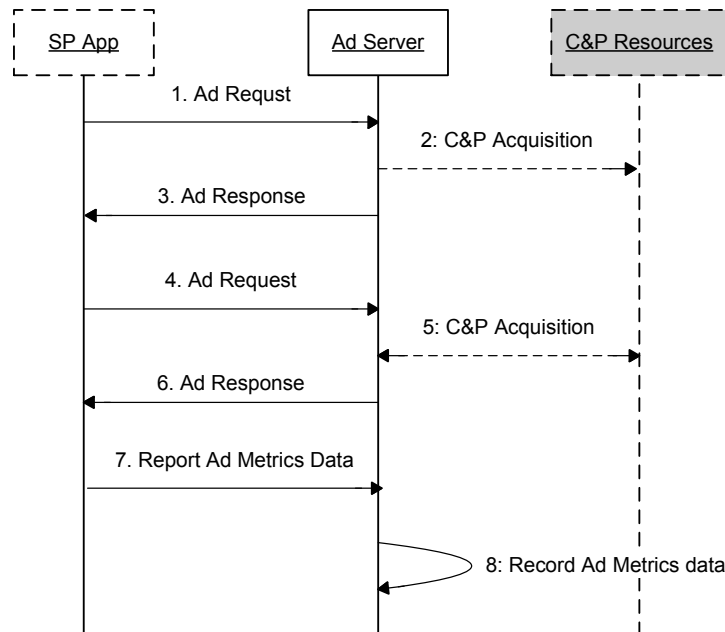 SP App
Ad Server
C&P Resources
1. Ad Requst
2: C&P Acquisition
3. Ad Response
4. Ad Request
5: C&P Acquisition
6. Ad Response
7. Report Ad Metrics Data
8: Record Ad Metrics data